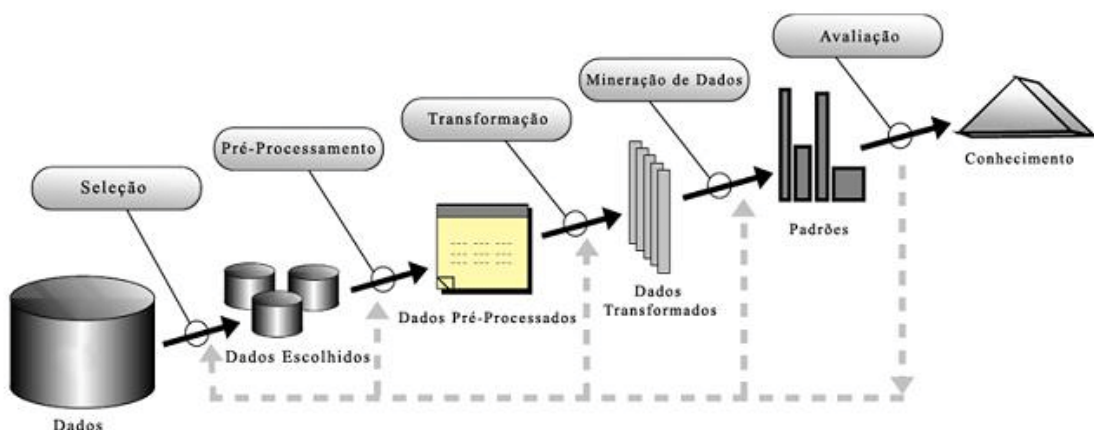 Seleção
Dados
Pré-Processamento
Dados Escolhidos
Transformação
Dados Pré-Processados
Mineração de Dados
Dados
Transformados
Avaliação
Padrões
Conhecimento